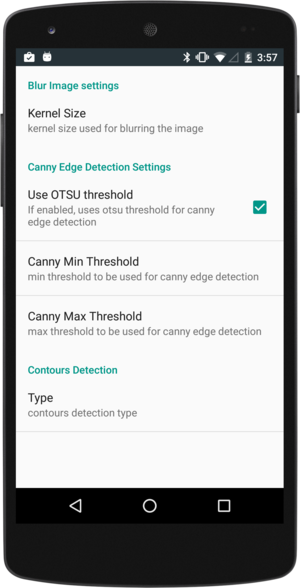 3:57
Blur Image settings
Kernel Size
kernel size used for blurring the image
Canny Edge Detection Settings
Use OTSU threshold
If enabled, uses otsu threshold for canny
edge detection
Canny Min Threshold
min threshold to be used for canny edge detection
Canny Max Threshold
max threshold to be used for canny edge detection
Contours Detection
Type
contours detection type